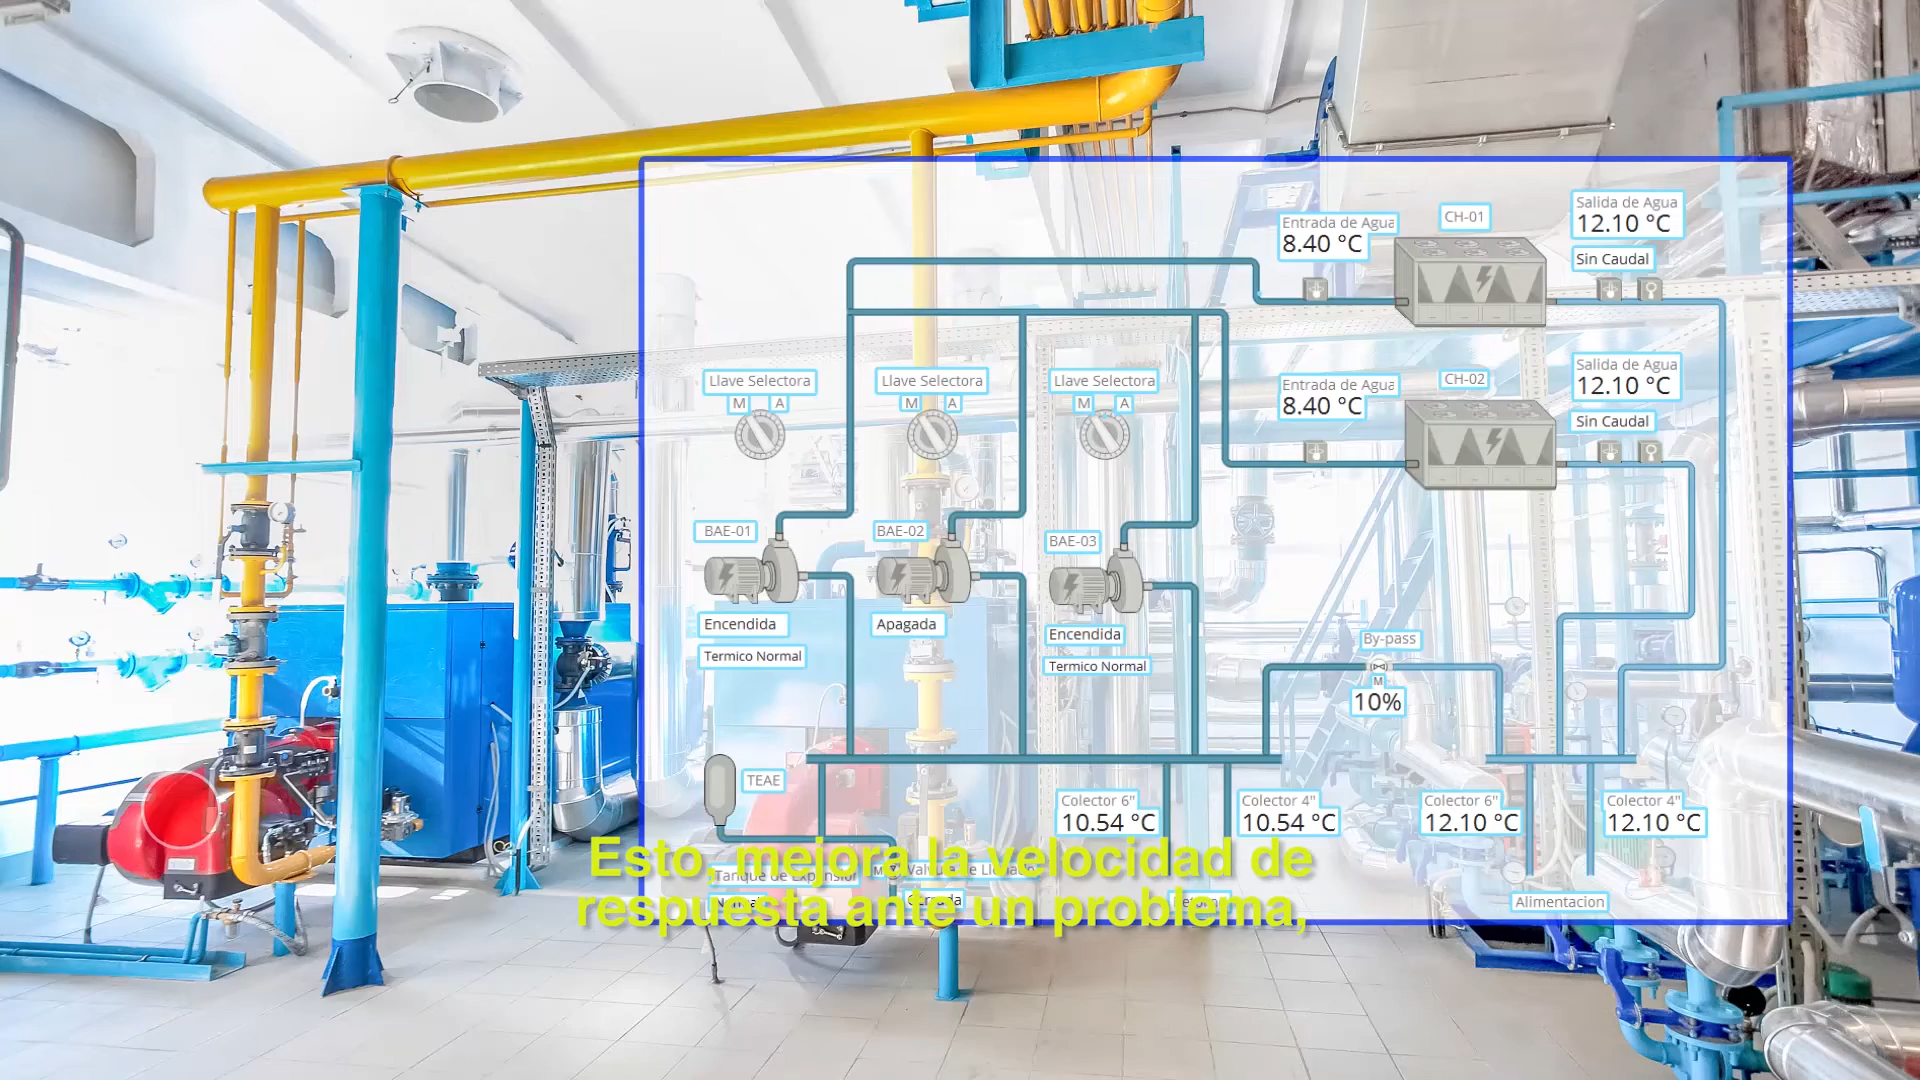 Entrada de Agua
8.40 °C
CH-01
Salida de Agua
12.10 °C
Sin Caudal
Llave Selectora
M A
Llave Selectora
M A
Llave Selectora
M A
Entrada de Agua
8.40 °C
CH-02
Salida de Agua
12.10 °C
Sin Caudal
BAE-01
BAE-02
BAE-03
Encendida
Termico Normal
Apagada
Encendida
Termico Normal
By-pass
M
10%
TEAE
Colector 6"
10.54 °C
Colector 4"
10.54 °C
Colector 6"
12.10 °C
Colector 4"
12.10 °C
Tanque de Expansion
Alimentacion
Esto, mejora la velocidad de
respuesta ante un problema,